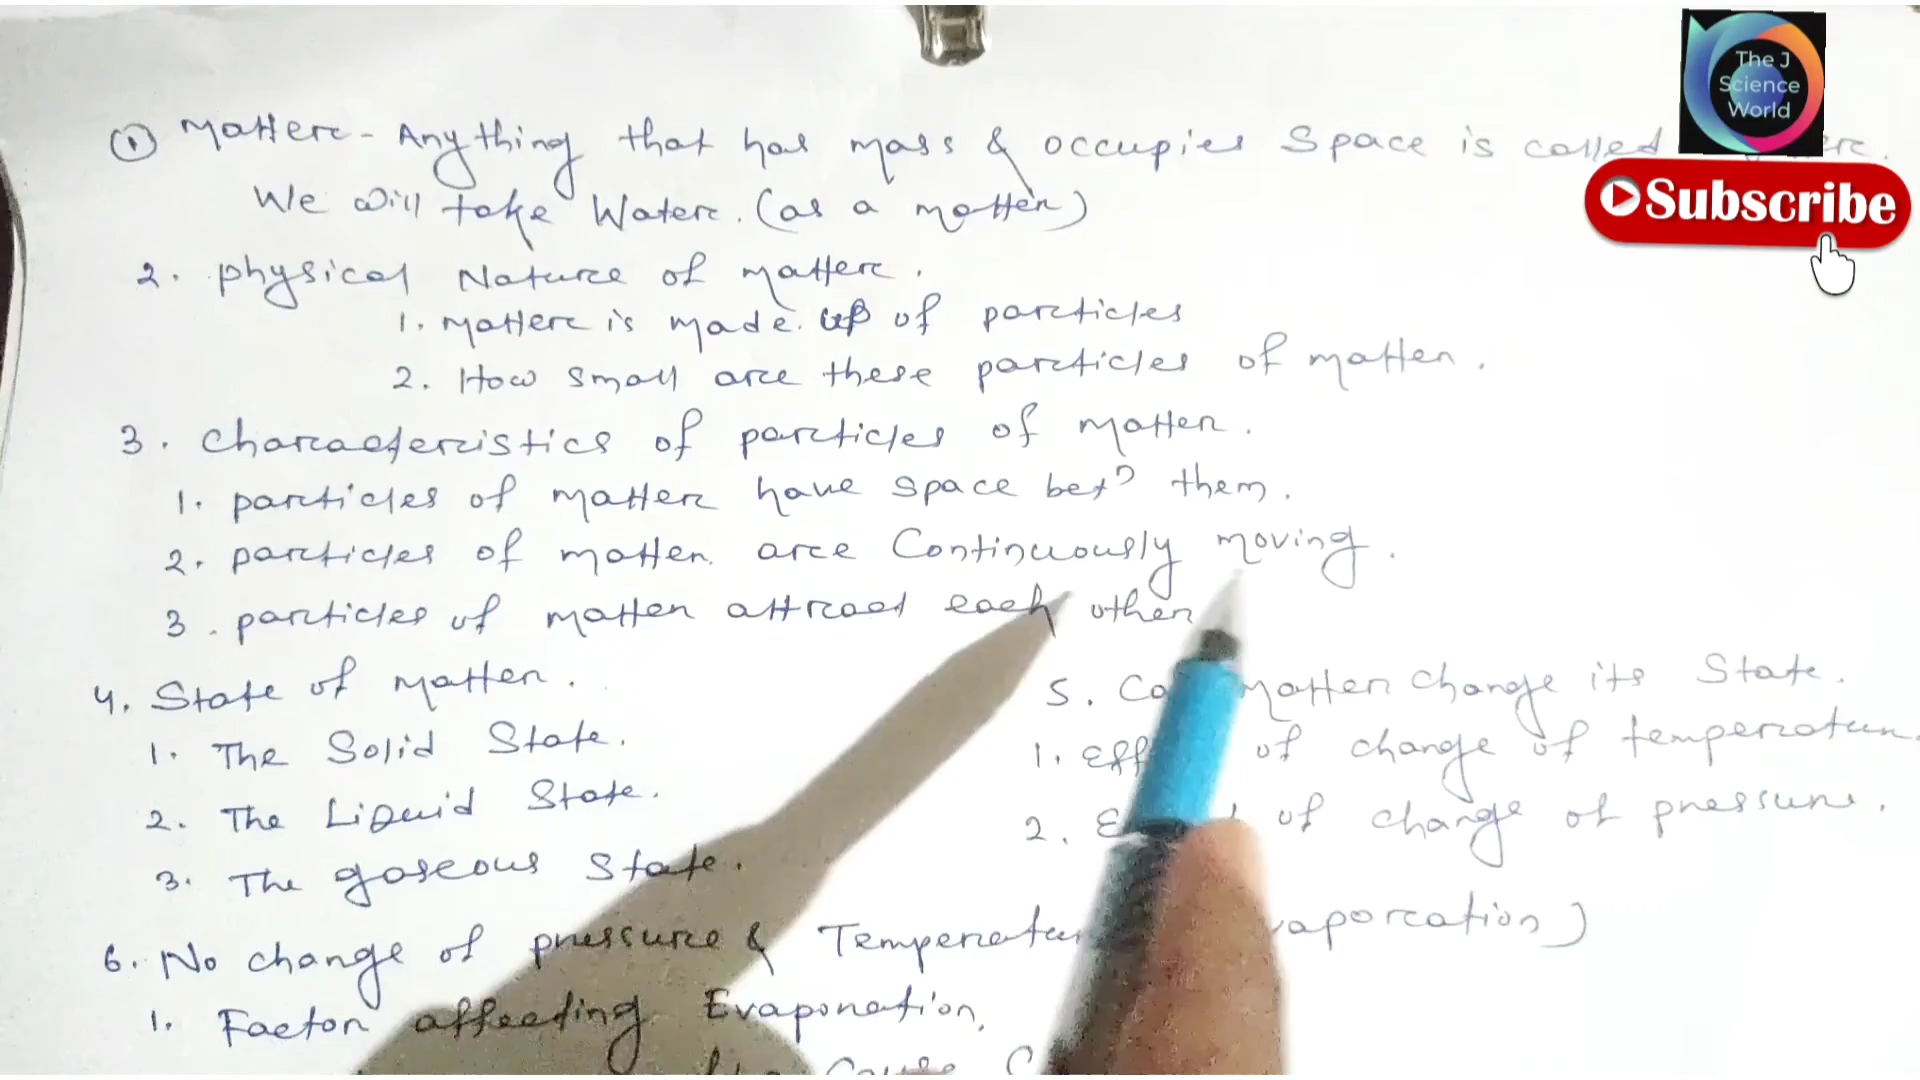 The J
Science
World
Subscribe
① Matter - Anything that has mass & occupies Space is called
We will take Water. (as a matter)
2. physical Nature of matter.
1. matter is made up of particles
2. How small are these particles of matter.
3. characteristics of particles of matter.
1. particles of matter have space betn them.
2. particles of matter are Continuously moving.
3. particles of matter attract each other
4. State of matter.
1. The Solid State.
2. The Liquid State.
3. The gaseous State.
5. matter change its State.
1. of change of temperature.
2. of change of pressure.
6. No change of pressure & Temperature
1. Factor affecting Evaporation.
Cause